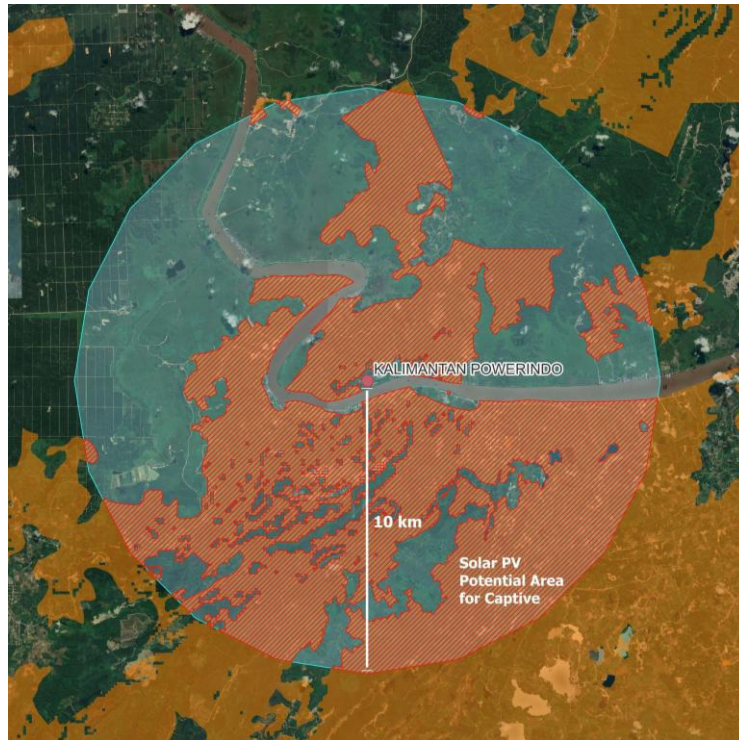 KALIMANTAN POWERINDO
10 km
Solar PV
Potential Area
for Captive